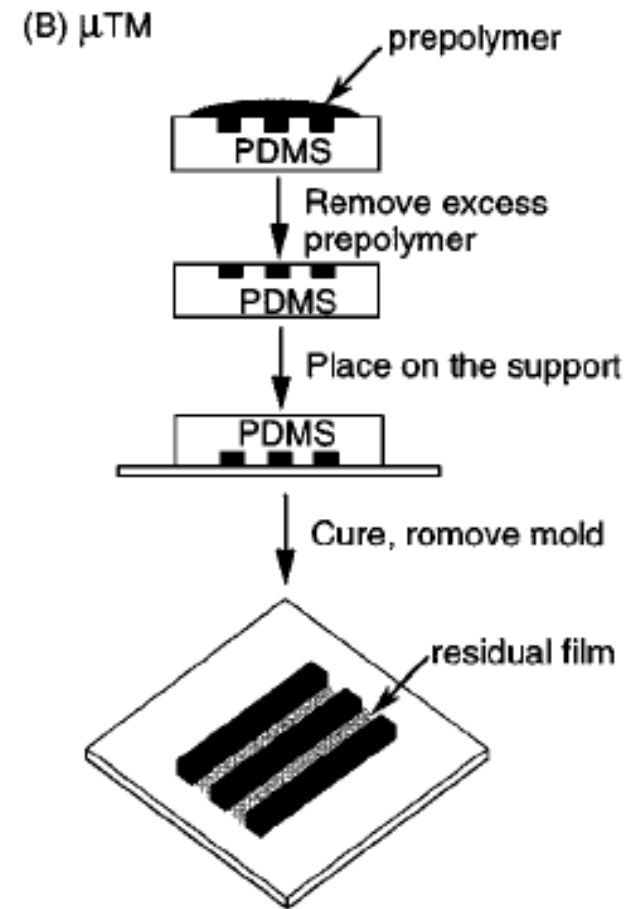 (B) μTM
prepolymer
PDMS
Remove excess
prepolymer
PDMS
Place on the support
PDMS
Cure, romove mold
residual film